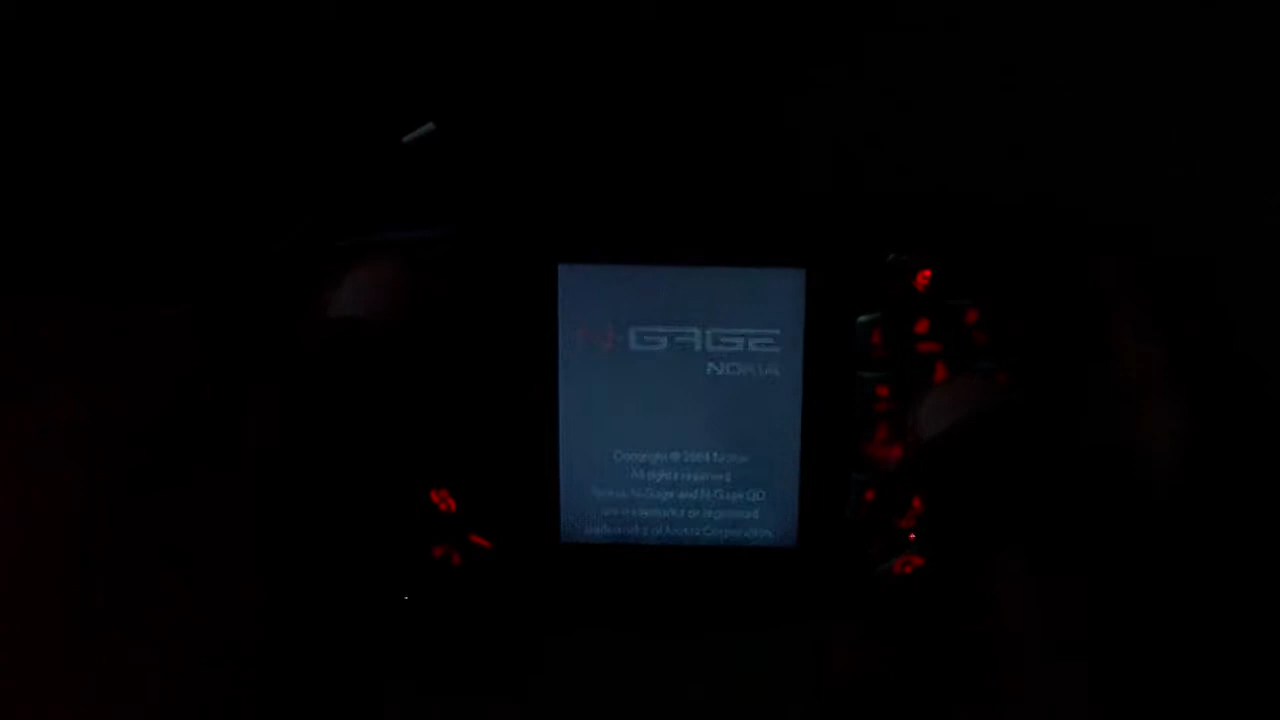 N-GAGE
NOKIA
Copyright © 2004 Nokia.
All rights reserved.
Nokia, N-Gage and N-Gage QD
are trademarks or registered
trademarks of Nokia Corporation.